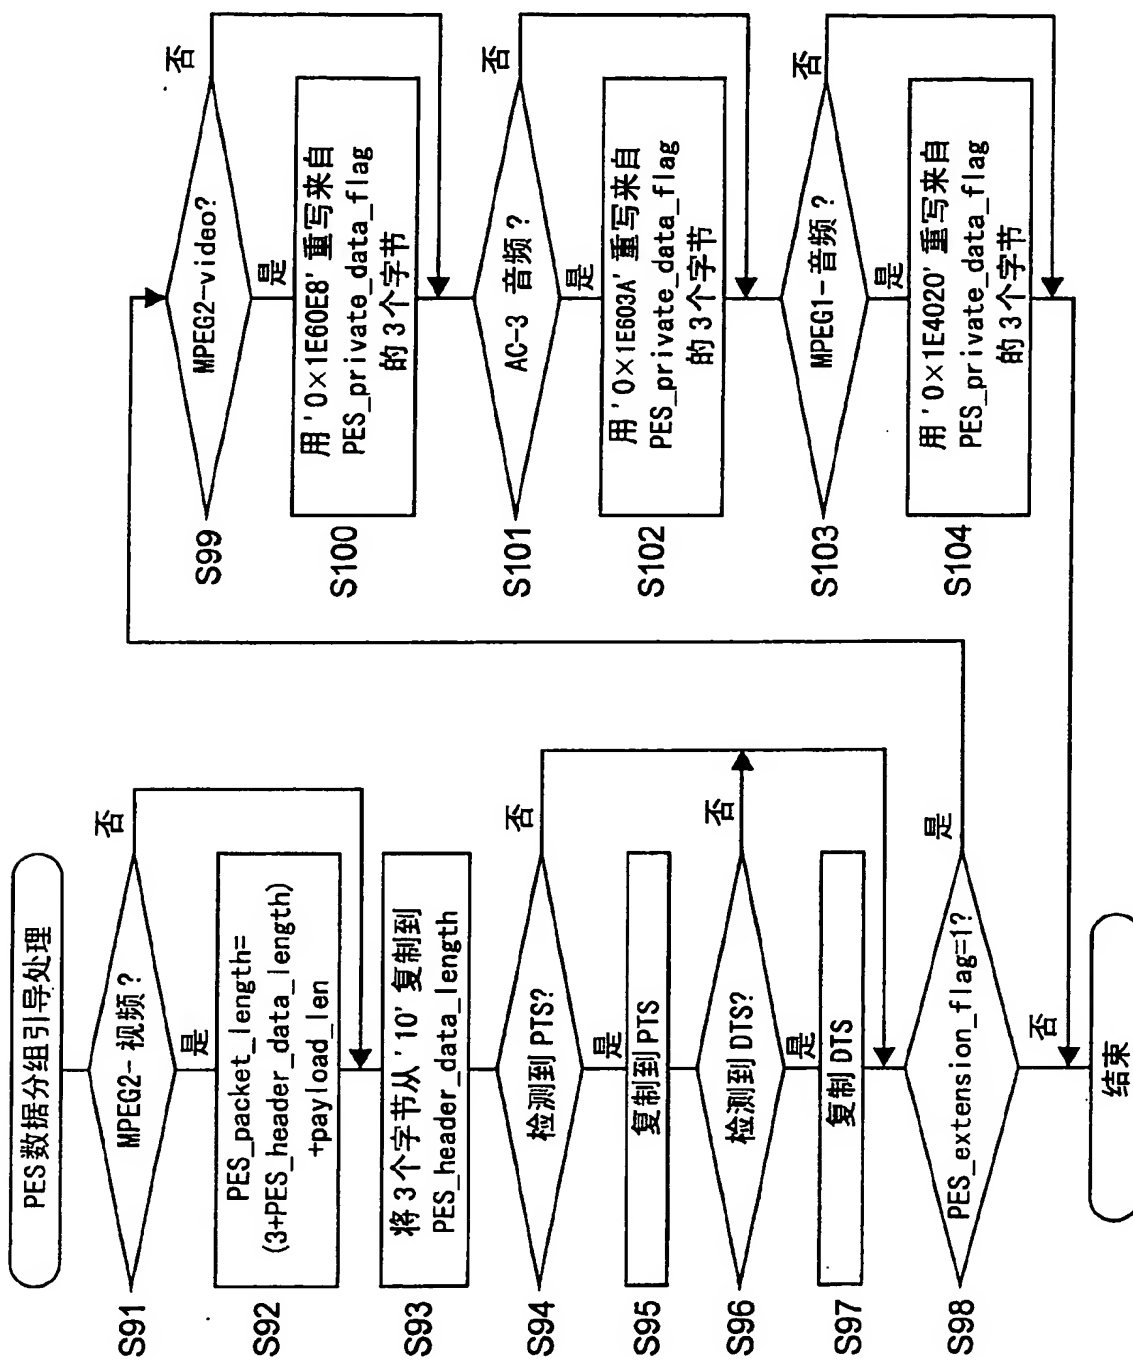 PES数据分组引导处理
S91
MPEG2-视频?
否
是
S92
PES_packet_length=
(3+PES_header_data_length)
+payload_len
S93
将3个字节从'10'复制到
PES_header_data_length
S94
检测到PTS?
否
是
S95
复制到PTS
S96
检测到DTS?
否
是
S97
复制DTS
S98
PES_extension_flag=1?
是
否
结束
S99
MPEG2-video?
否
是
S100
用'0×1E60E8'重写来自
PES_private_data_flag
的3个字节
S101
AC-3 音频?
否
是
S102
用'0×1E603A'重写来自
PES_private_data_flag
的3个字节
S103
MPEG1-音频?
否
是
S104
用'0×1E4020'重写来自
PES_private_data_flag
的3个字节